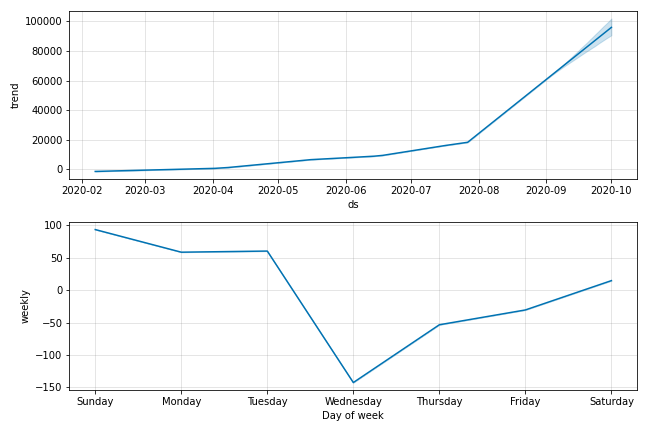 100000
80000
60000
40000
20000
0
trend
2020-02 2020-03 2020-04 2020-05 2020-06 2020-07 2020-08 2020-09 2020-10
ds
100
50
0
−50
−100
−150
weekly
Sunday Monday Tuesday Wednesday Thursday Friday Saturday
Day of week